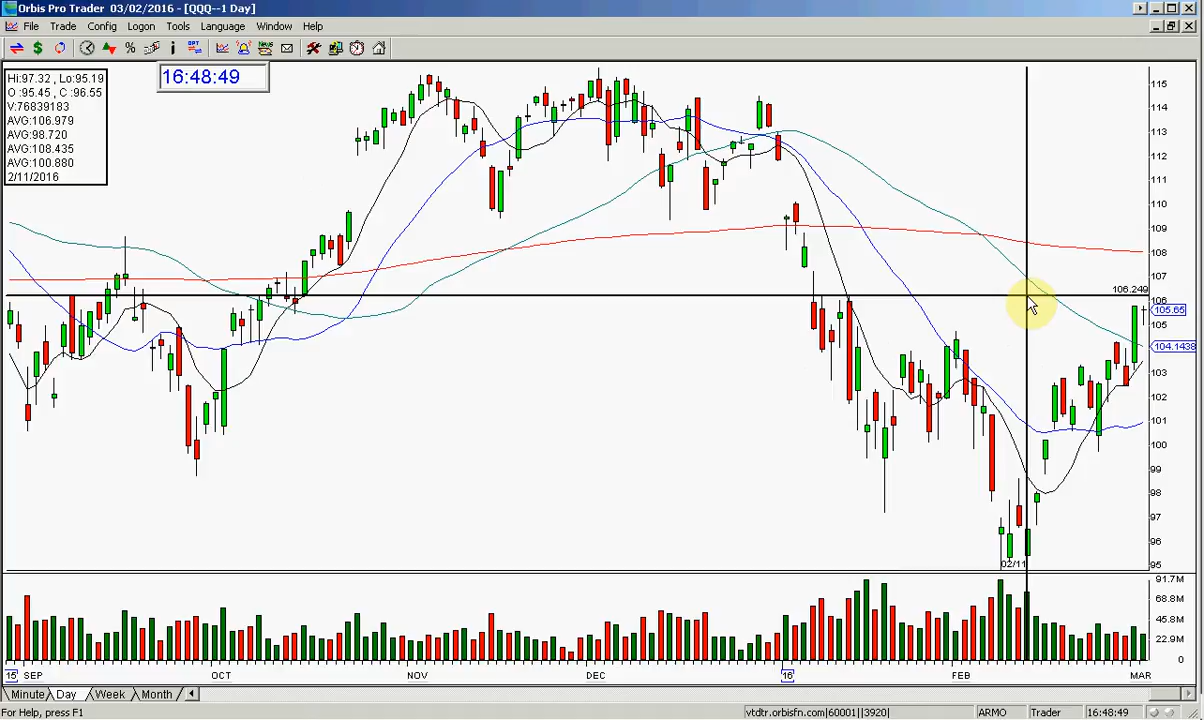 Orbis Pro Trader 03/02/2016 - [QQQ--1 Day]
File Trade Config Logon Tools Language Window Help
OPT
News
Hi:97.32 , Lo:95.19
O :95.45 , C :96.55
V:76839183
AVG:106.979
AVG:98.720
AVG:108.435
AVG:100.880
2/11/2016
16:48:49
115
114
113
112
111
110
109
108
107
106.249
106
105.65
105
104.1438
103
102
101
100
99
98
97
96
95
02/11
91.7M
68.8M
45.8M
22.9M
15 SEP OCT NOV DEC 16 FEB MAR
Minute Day Week Month
For Help, press F1
vtdtr.orbisfn.com|60001||3920| ARMO Trader 16:48:49